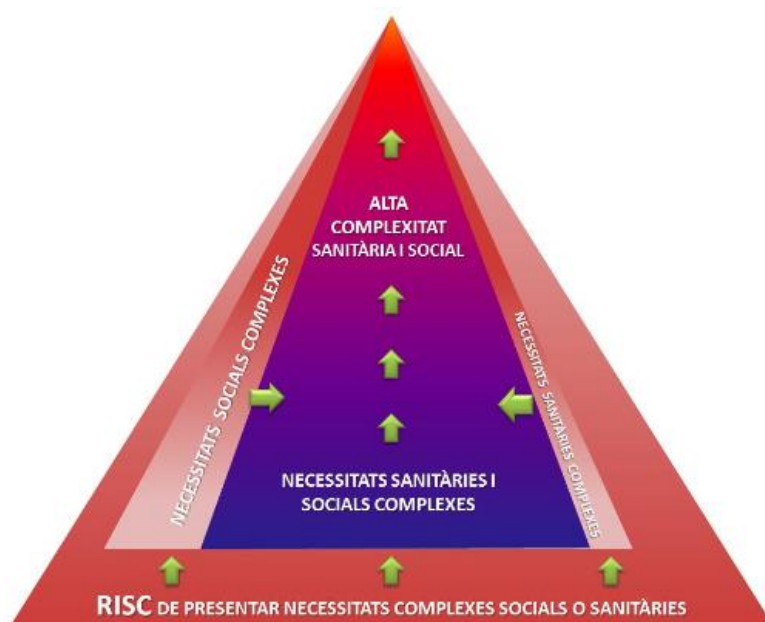 ALTA
COMPLEXITAT
SANITÀRIA I SOCIAL
NECESSITATS SOCIALS COMPLEXES
NECESSITATS SANITÀRIES COMPLEXES
NECESSITATS SANITÀRIES I
SOCIALS COMPLEXES
RISC DE PRESENTAR NECESSITATS COMPLEXES SOCIALS O SANITÀRIES